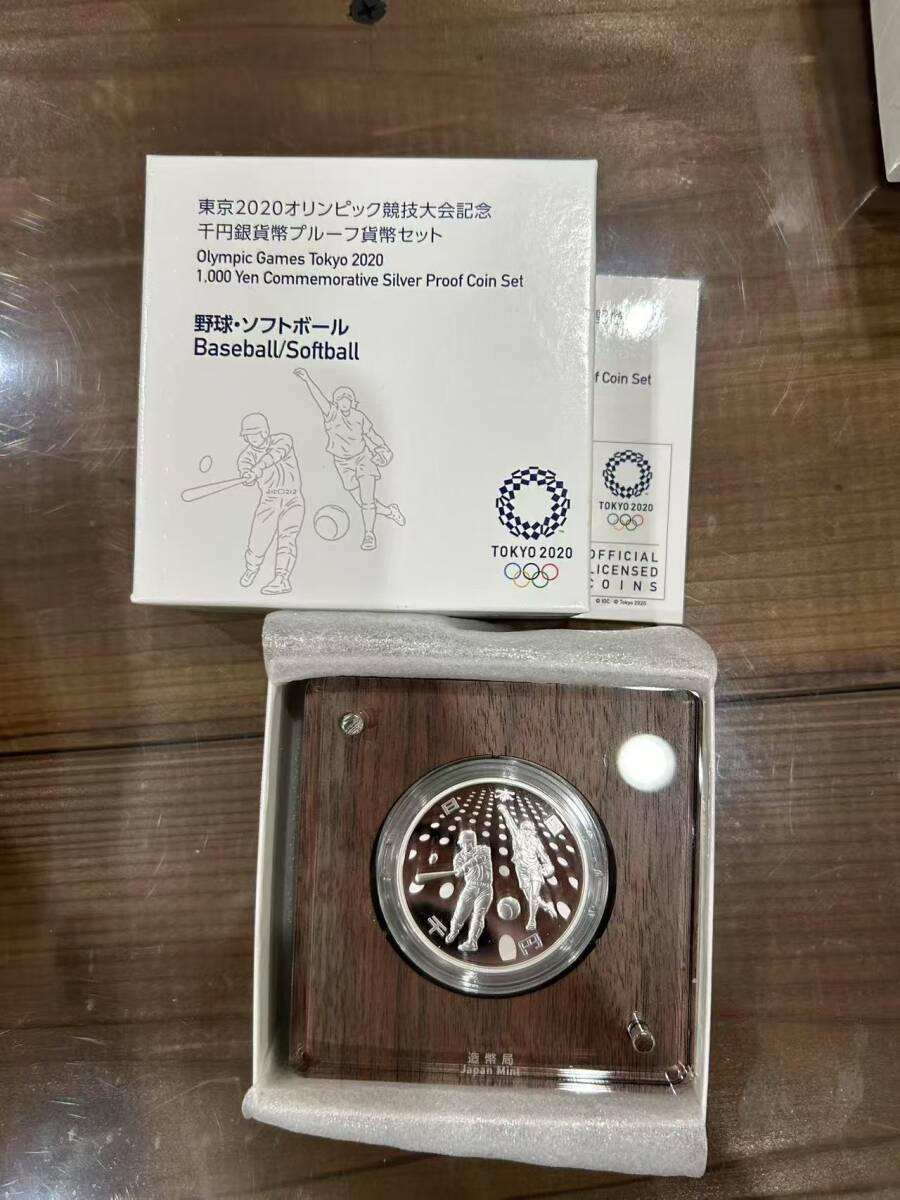 東京2020オリンピック競技大会記念
千円銀貨幣プルーフ貨幣セット
Olympic Games Tokyo 2020
1,000 Yen Commemorative Silver Proof Coin Set
野球・ソフトボール
Baseball/Softball
TOKYO 2020
f Coin Set
TOKYO 2020
OFFICIAL
LICENSED
COINS
© IOC © Tokyo 2020
日本国
千円
造幣局
Japan Mint